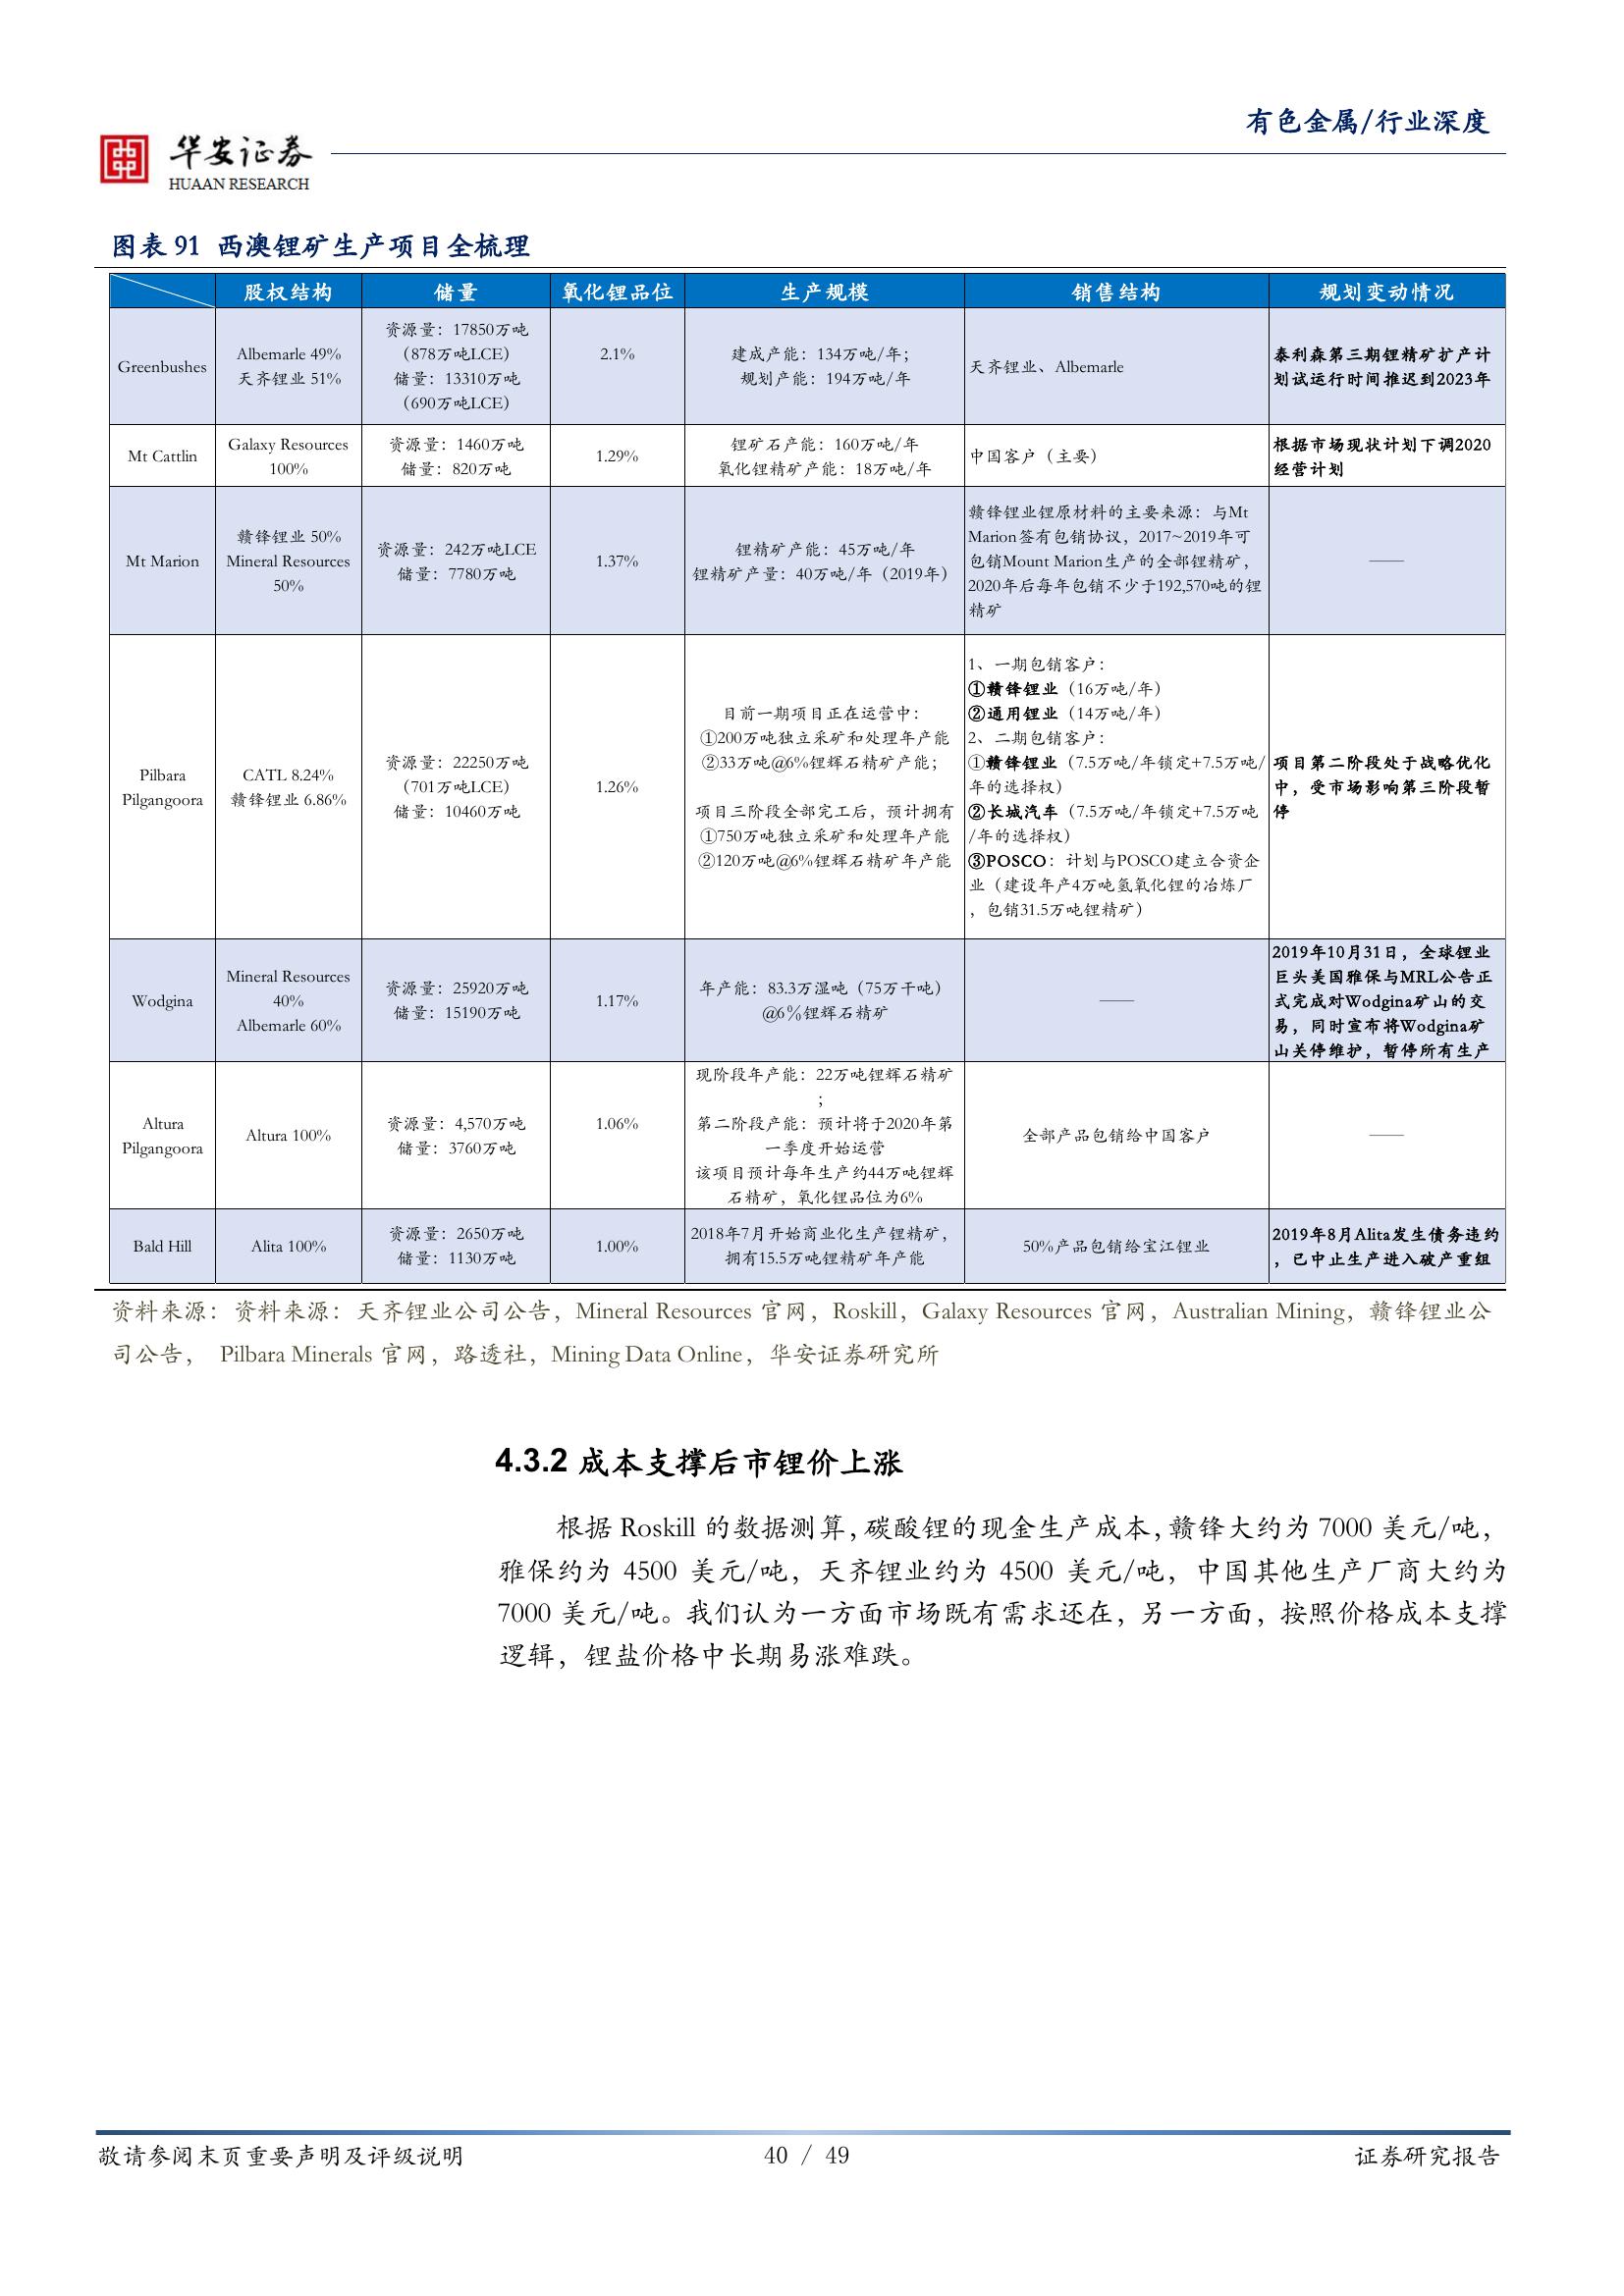 有色金属/行业深度
华安证券
HUAAN RESEARCH
图表 91 西澳锂矿生产项目全梳理
股权结构 储量 氧化锂品位 生产规模 销售结构 规划变动情况
Greenbushes
Albemarle 49%
天齐锂业 51%
资源量：17850万吨
（878万吨LCE）
储量：13310万吨
（690万吨LCE）
2.1%
建成产能：134万吨/年；
规划产能：194万吨/年
天齐锂业、Albemarle
泰利森第三期锂精矿扩产计
划试运行时间推迟到2023年
Mt Cattlin
Galaxy Resources
100%
资源量：1460万吨
储量：820万吨
1.29%
锂矿石产能：160万吨/年
氧化锂精矿产能：18万吨/年
中国客户（主要）
根据市场现状计划下调2020
经营计划
Mt Marion
赣锋锂业 50%
Mineral Resources
50%
资源量：242万吨LCE
储量：7780万吨
1.37%
锂精矿产能：45万吨/年
锂精矿产量：40万吨/年（2019年）
赣锋锂业锂原材料的主要来源：与Mt
Marion签有包销协议，2017~2019年可
包销Mount Marion生产的全部锂精矿，
2020年后每年包销不少于192,570吨的锂
精矿
——
Pilbara
Pilgangoora
CATL 8.24%
赣锋锂业 6.86%
资源量：22250万吨
（701万吨LCE）
储量：10460万吨
1.26%
目前一期项目正在运营中：
①200万吨独立采矿和处理年产能
②33万吨@6%锂辉石精矿产能；
项目三阶段全部完工后，预计拥有
①750万吨独立采矿和处理年产能
②120万吨@6%锂辉石精矿年产能
1、一期包销客户：
①赣锋锂业（16万吨/年）
②通用锂业（14万吨/年）
2、二期包销客户：
①赣锋锂业（7.5万吨/年锁定+7.5万吨/
年的选择权）
②长城汽车（7.5万吨/年锁定+7.5万吨
/年的选择权）
③POSCO：计划与POSCO建立合资企
业（建设年产4万吨氢氧化锂的冶炼厂
，包销31.5万吨锂精矿）
项目第二阶段处于战略优化
中，受市场影响第三阶段暂
停
Wodgina
Mineral Resources
40%
Albemarle 60%
资源量：25920万吨
储量：15190万吨
1.17%
年产能：83.3万湿吨（75万干吨）
@6%锂辉石精矿
——
2019年10月31日，全球锂业
巨头美国雅保与MRL公告正
式完成对Wodgina矿山的交
易，同时宣布将Wodgina矿
山关停维护，暂停所有生产
Altura
Pilgangoora
Altura 100%
资源量：4,570万吨
储量：3760万吨
1.06%
现阶段年产能：22万吨锂辉石精矿
；
第二阶段产能：预计将于2020年第
一季度开始运营
该项目预计每年生产约44万吨锂辉
石精矿，氧化锂品位为6%
全部产品包销给中国客户
——
Bald Hill
Alita 100%
资源量：2650万吨
储量：1130万吨
1.00%
2018年7月开始商业化生产锂精矿，
拥有15.5万吨锂精矿年产能
50%产品包销给宝江锂业
2019年8月Alita发生债务违约
，已中止生产进入破产重组
资料来源：资料来源：天齐锂业公司公告，Mineral Resources 官网，Roskill，Galaxy Resources 官网，Australian Mining，赣锋锂业公
司公告， Pilbara Minerals 官网，路透社，Mining Data Online，华安证券研究所
4.3.2 成本支撑后市锂价上涨
根据 Roskill 的数据测算，碳酸锂的现金生产成本，赣锋大约为 7000 美元/吨，
雅保约为 4500 美元/吨，天齐锂业约为 4500 美元/吨，中国其他生产厂商大约为
7000 美元/吨。我们认为一方面市场既有需求还在，另一方面，按照价格成本支撑
逻辑，锂盐价格中长期易涨难跌。
敬请参阅末页重要声明及评级说明 40 / 49 证券研究报告